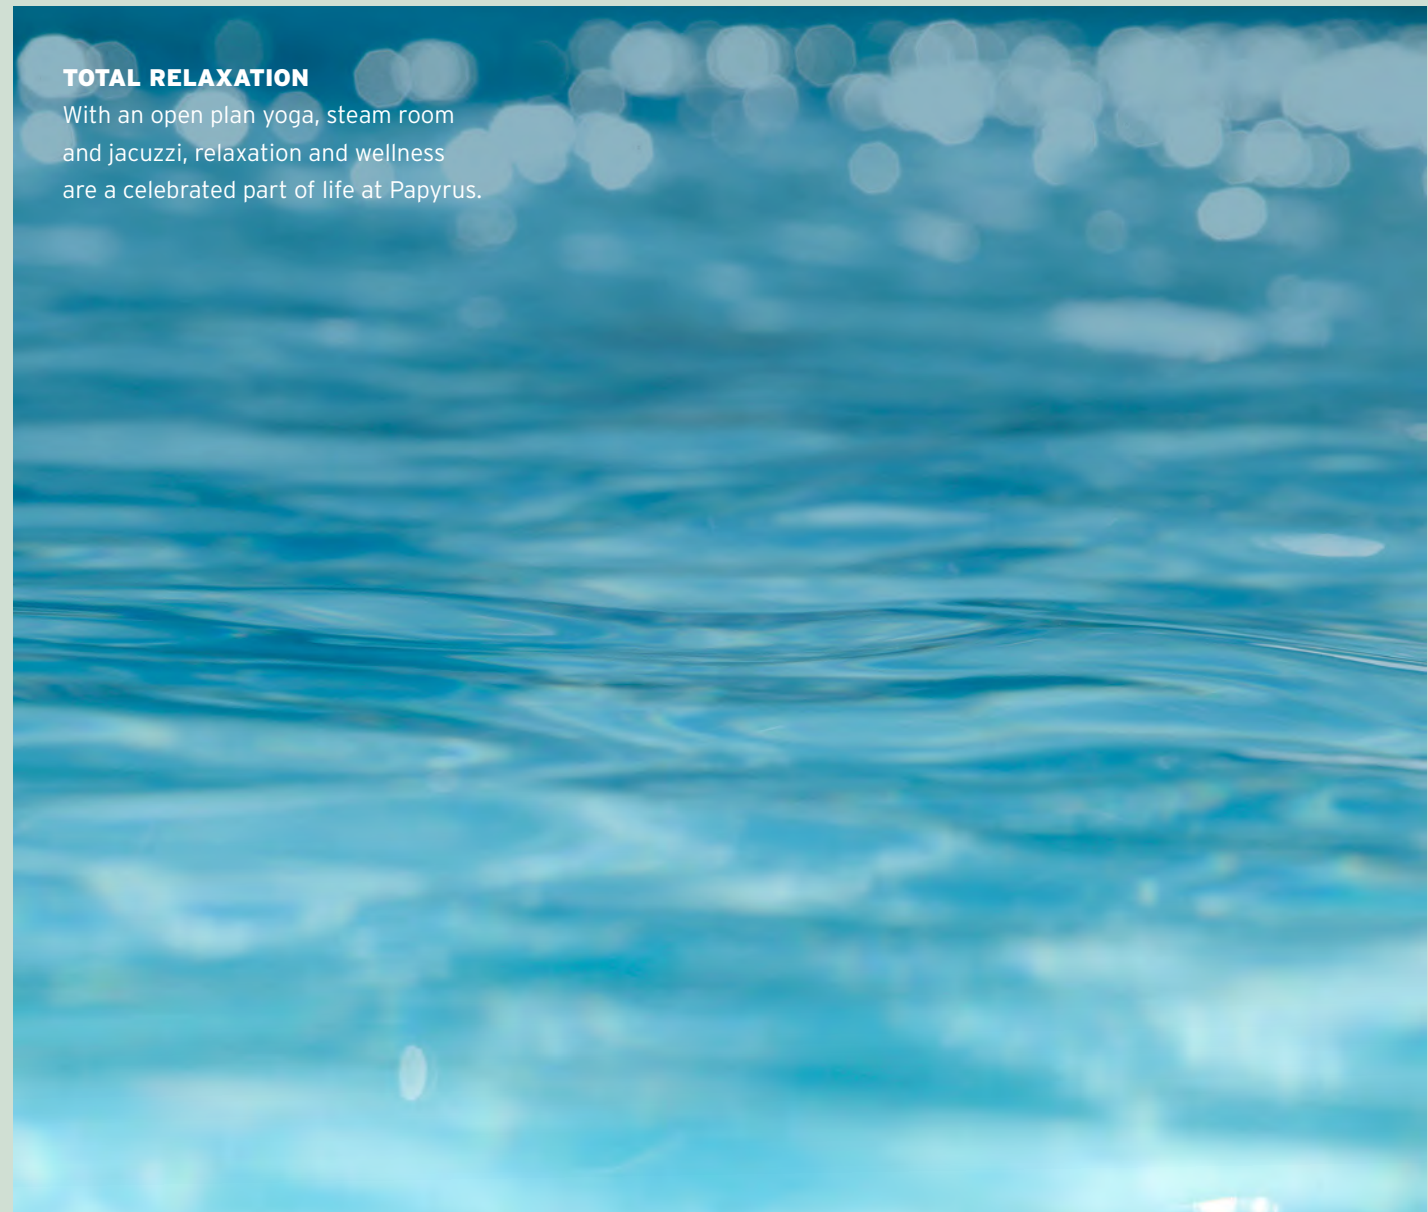 TOTAL RELAXATION
With an open plan yoga, steam room
and jacuzzi, relaxation and wellness
are a celebrated part of life at Papyrus.